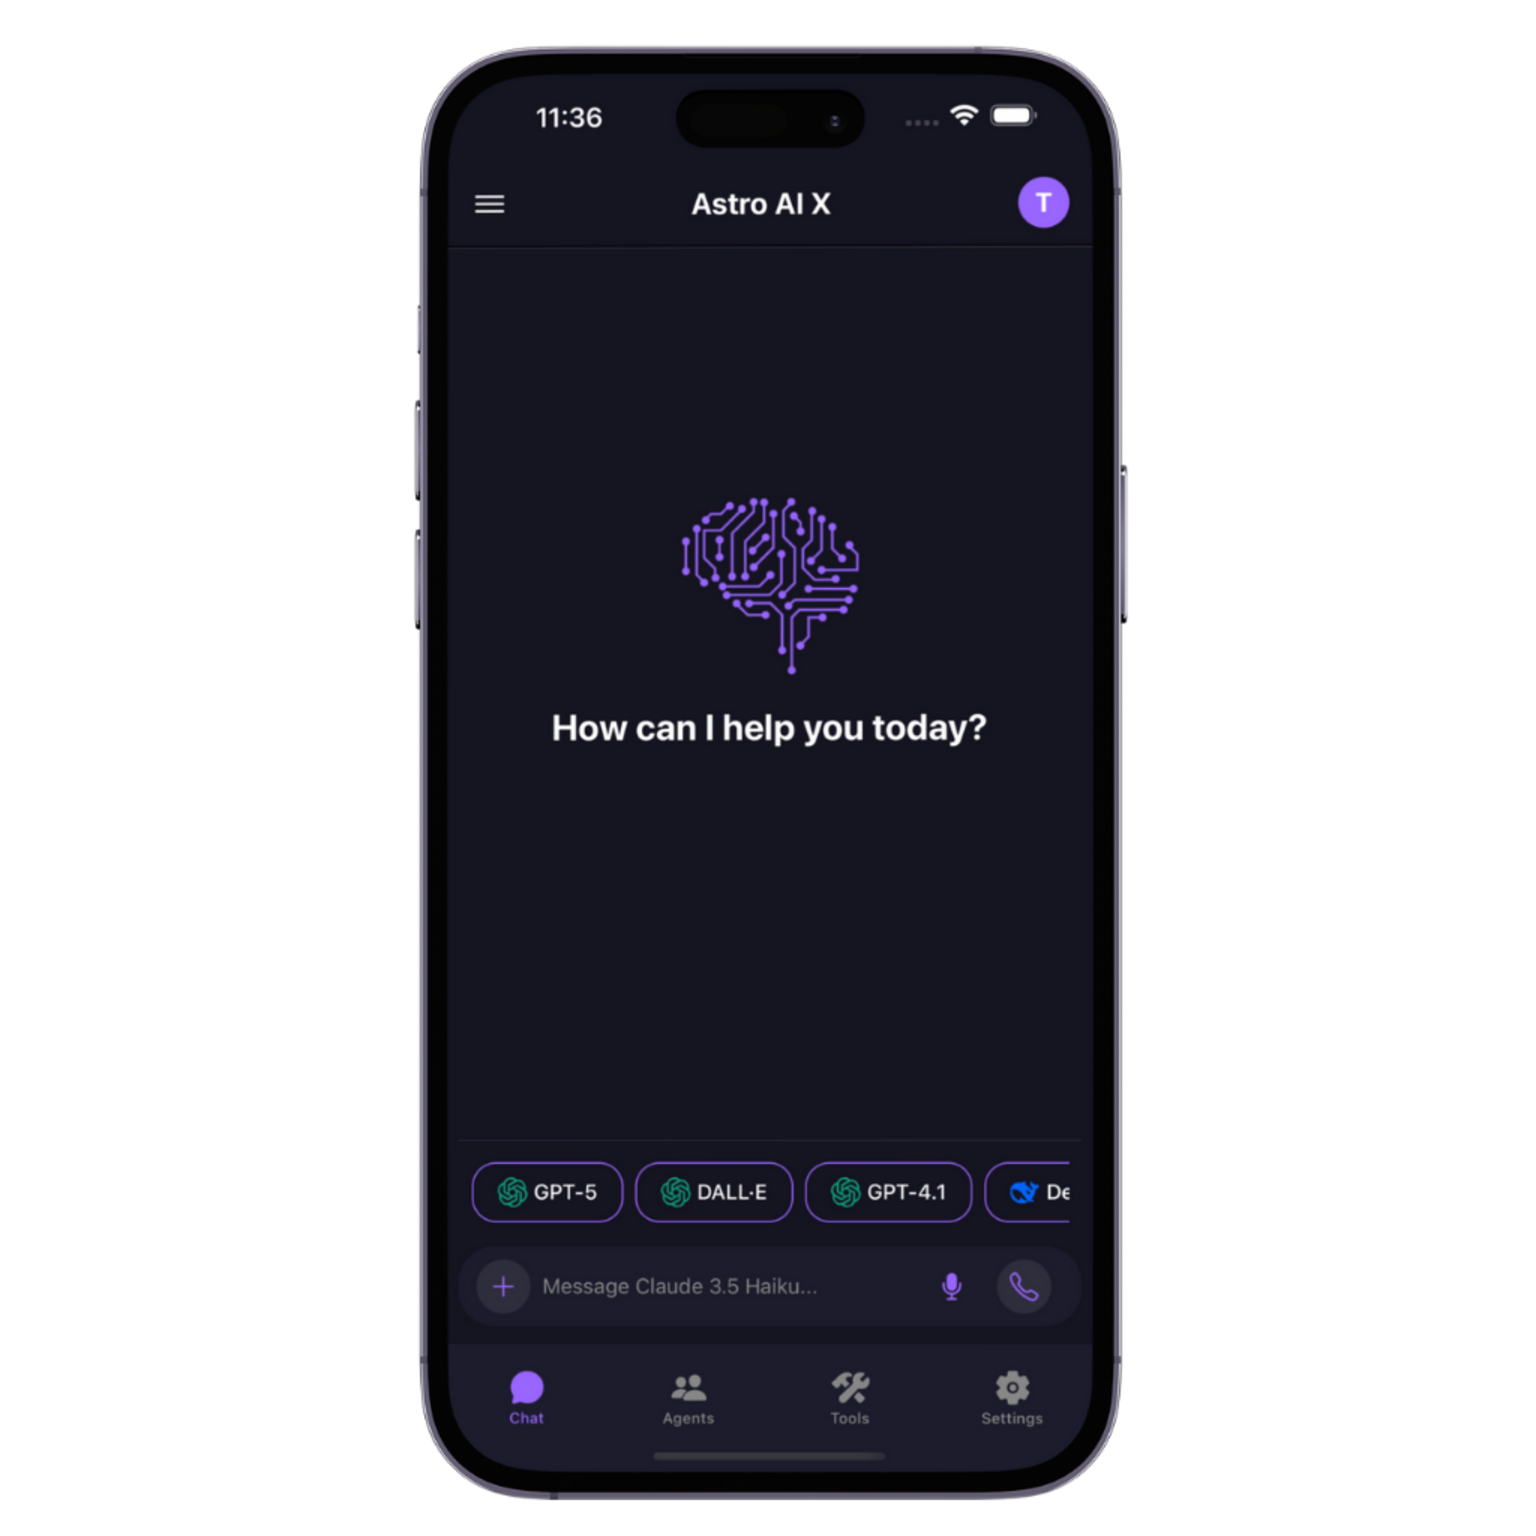 11:36
Astro AI X
T
How can I help you today?
GPT-5
DALL·E
GPT-4.1
De
Message Claude 3.5 Haiku...
Chat
Agents
Tools
Settings